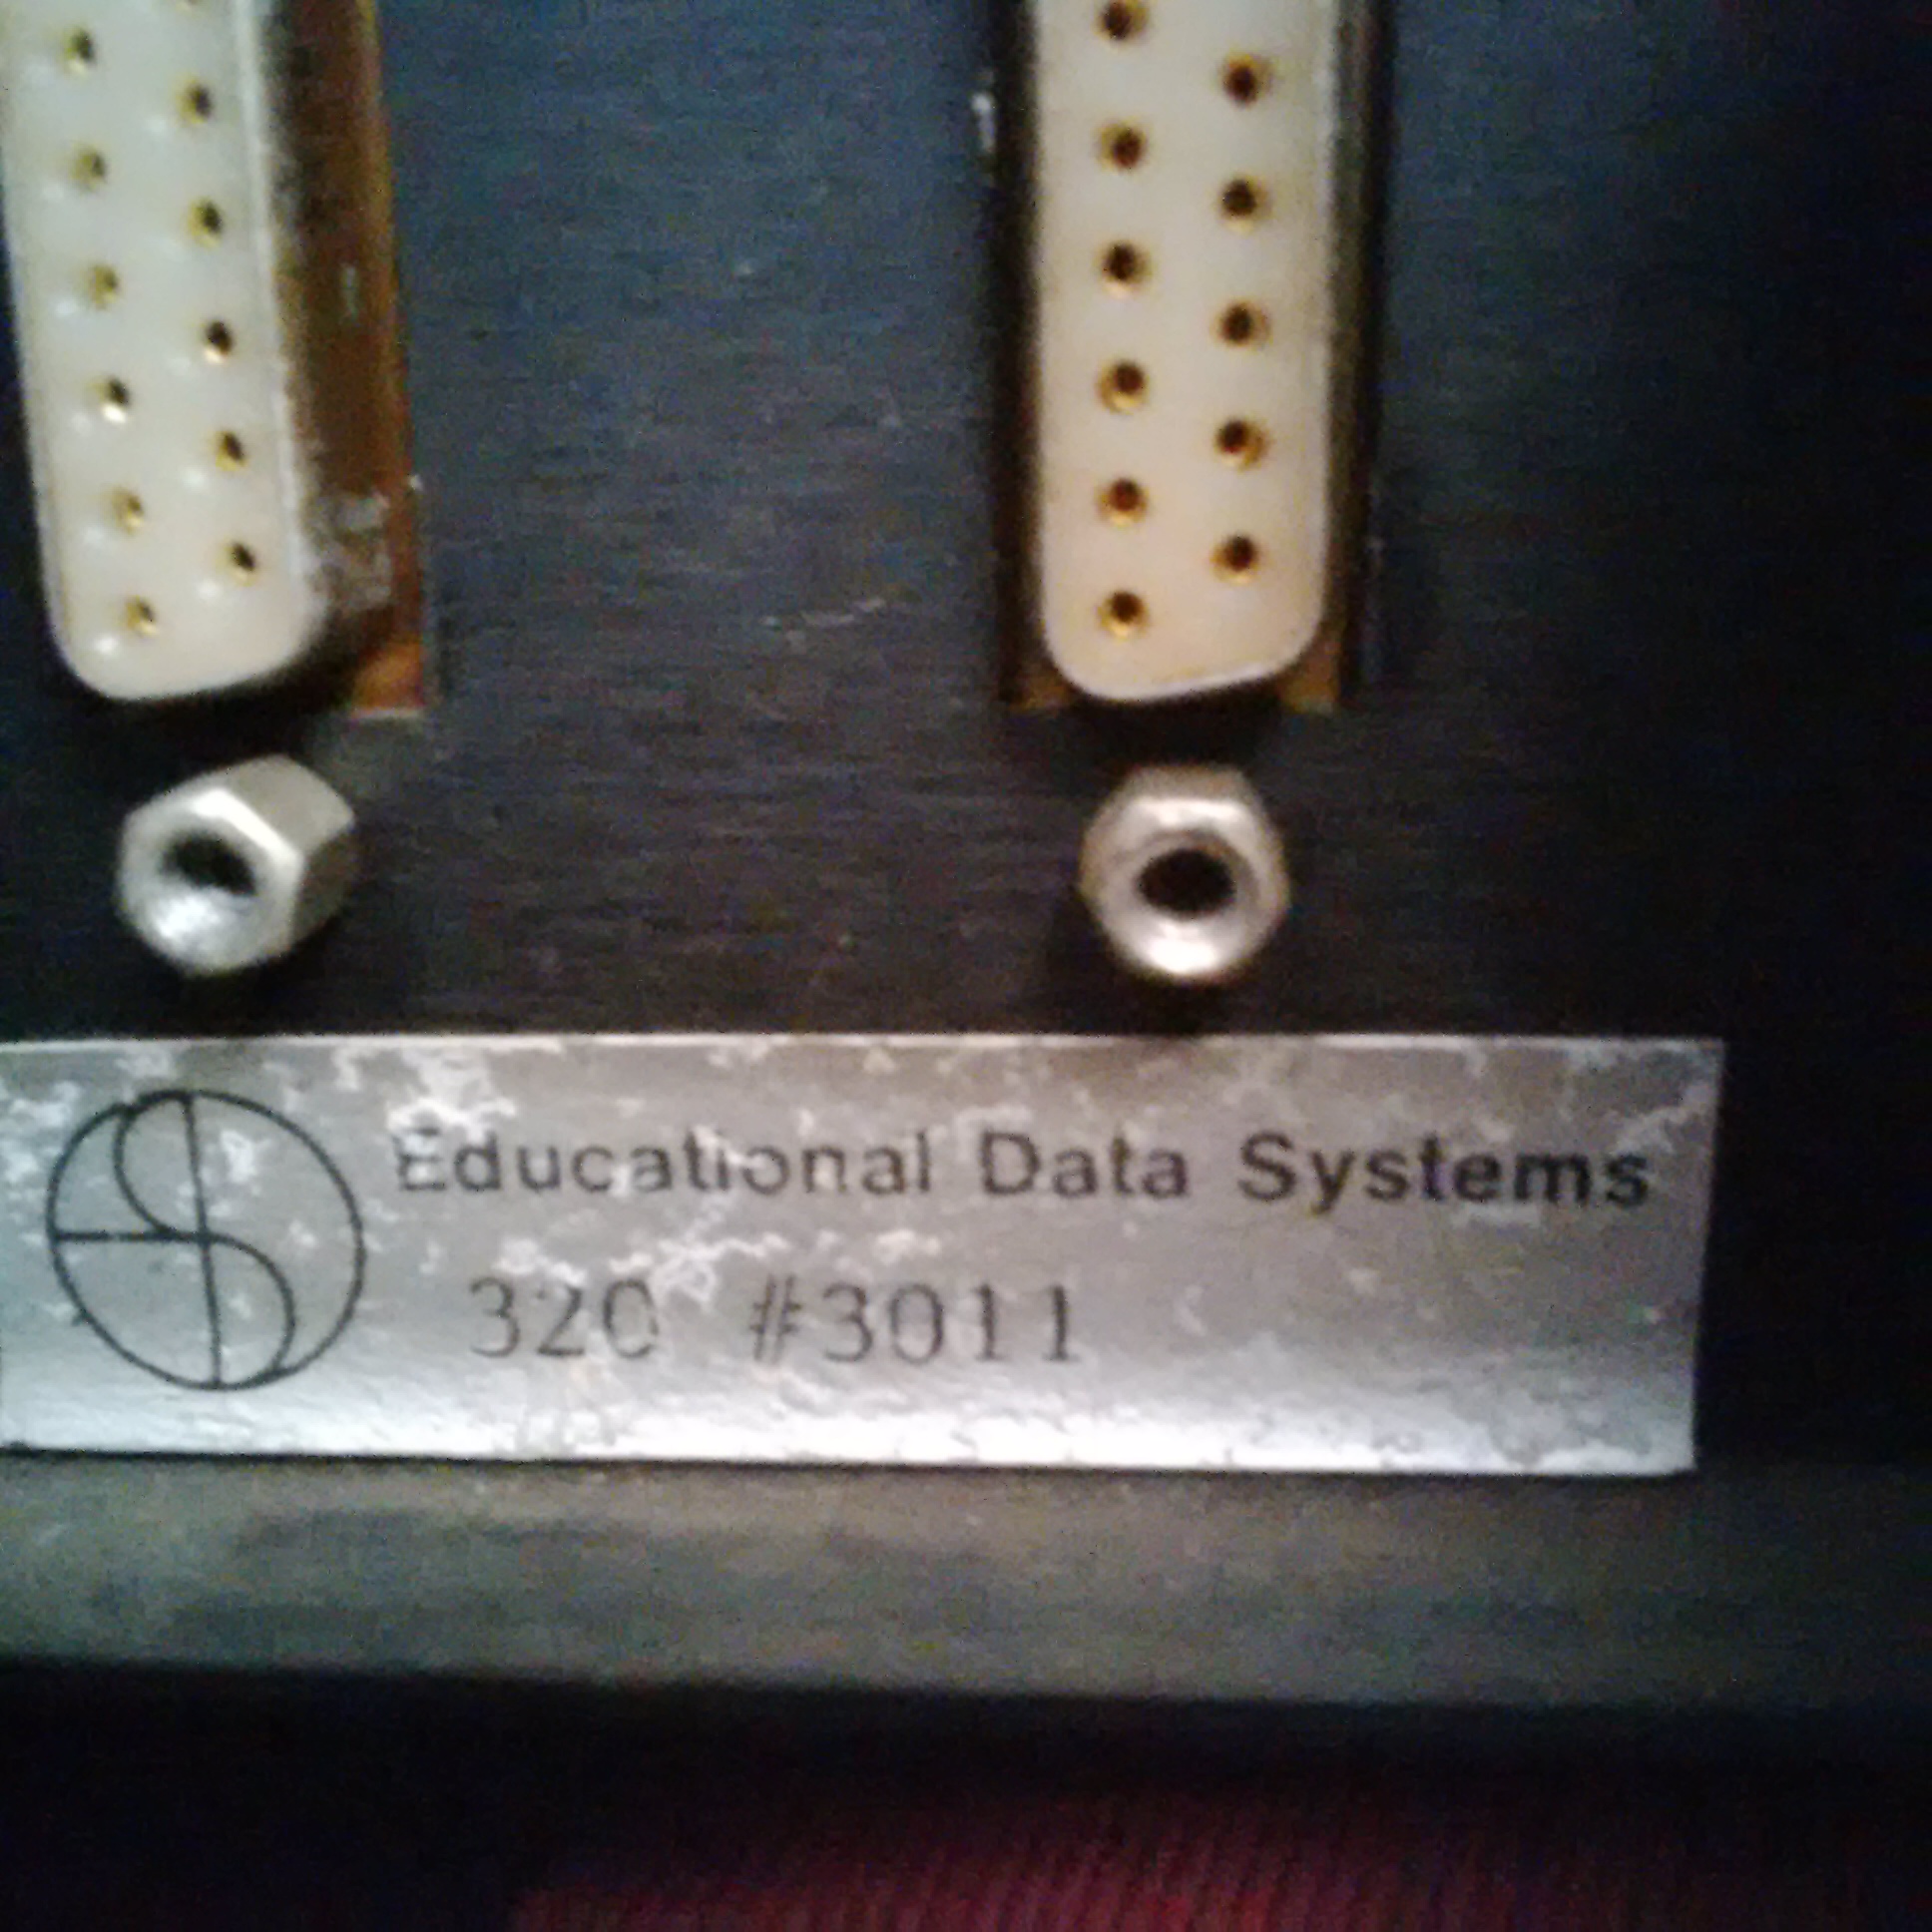 Educational Data Systems
320 #3011